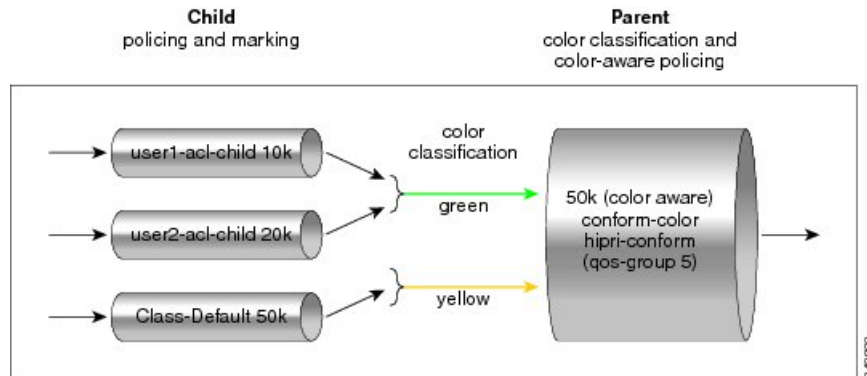 Child
policing and marking
Parent
color classification and
color-aware policing
user1-acl-child 10k
user2-acl-child 20k
Class-Default 50k
color
classification
green
yellow
50k (color aware)
conform-color
hipri-conform
(qos-group 5)